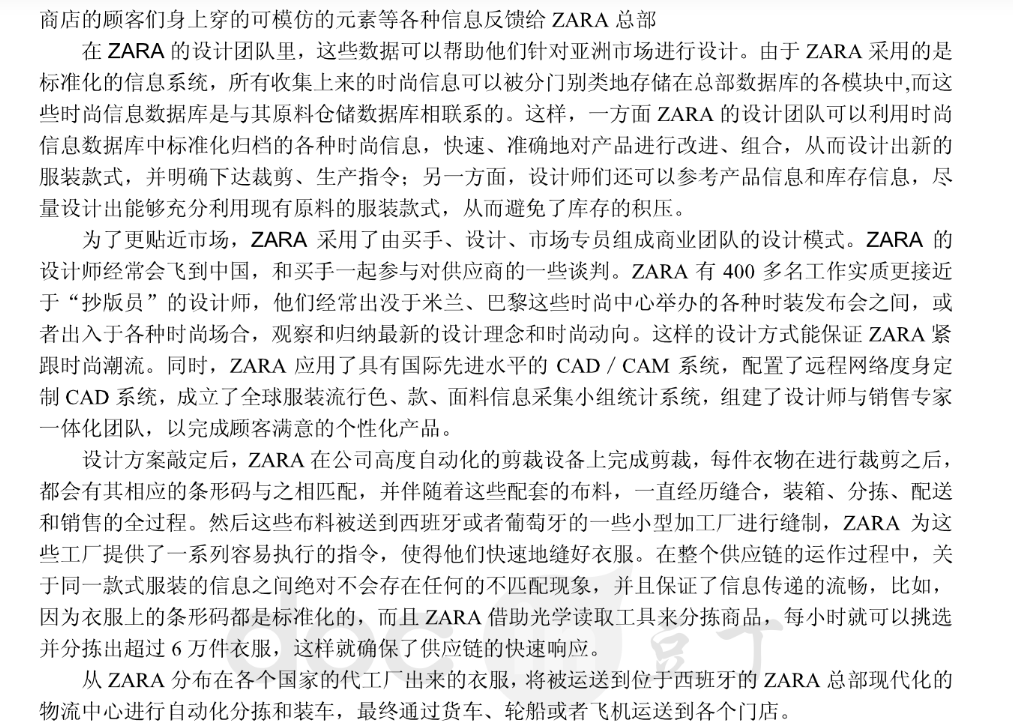 商店的顾客们身上穿的可模仿的元素等各种信息反馈给 ZARA 总部
在 ZARA 的设计团队里，这些数据可以帮助他们针对亚洲市场进行设计。由于 ZARA 采用的是
标准化的信息系统，所有收集上来的时尚信息可以被分门别类地存储在总部数据库的各模块中,而这
些时尚信息数据库是与其原料仓储数据库相联系的。这样，一方面 ZARA 的设计团队可以利用时尚
信息数据库中标准化归档的各种时尚信息，快速、准确地对产品进行改进、组合，从而设计出新的
服装款式，并明确下达裁剪、生产指令；另一方面，设计师们还可以参考产品信息和库存信息，尽
量设计出能够充分利用现有原料的服装款式，从而避免了库存的积压。
为了更贴近市场，ZARA 采用了由买手、设计、市场专员组成商业团队的设计模式。ZARA 的
设计师经常会飞到中国，和买手一起参与对供应商的一些谈判。ZARA 有 400 多名工作实质更接近
于“抄版员”的设计师，他们经常出没于米兰、巴黎这些时尚中心举办的各种时装发布会之间，或
者出入于各种时尚场合，观察和归纳最新的设计理念和时尚动向。这样的设计方式能保证 ZARA 紧
跟时尚潮流。同时，ZARA 应用了具有国际先进水平的 CAD／CAM 系统，配置了远程网络度身定
制 CAD 系统，成立了全球服装流行色、款、面料信息采集小组统计系统，组建了设计师与销售专家
一体化团队，以完成顾客满意的个性化产品。
设计方案敲定后，ZARA 在公司高度自动化的剪裁设备上完成剪裁，每件衣物在进行裁剪之后，
都会有其相应的条形码与之相匹配，并伴随着这些配套的布料，一直经历缝合，装箱、分拣、配送
和销售的全过程。然后这些布料被送到西班牙或者葡萄牙的一些小型加工厂进行缝制，ZARA 为这
些工厂提供了一系列容易执行的指令，使得他们快速地缝好衣服。在整个供应链的运作过程中，关
于同一款式服装的信息之间绝对不会存在任何的不匹配现象，并且保证了信息传递的流畅，比如，
因为衣服上的条形码都是标准化的，而且 ZARA 借助光学读取工具来分拣商品，每小时就可以挑选
并分拣出超过 6 万件衣服，这样就确保了供应链的快速响应。
从 ZARA 分布在各个国家的代工厂出来的衣服，将被运送到位于西班牙的 ZARA 总部现代化的
物流中心进行自动化分拣和装车，最终通过货车、轮船或者飞机运送到各个门店。
doc
豆丁